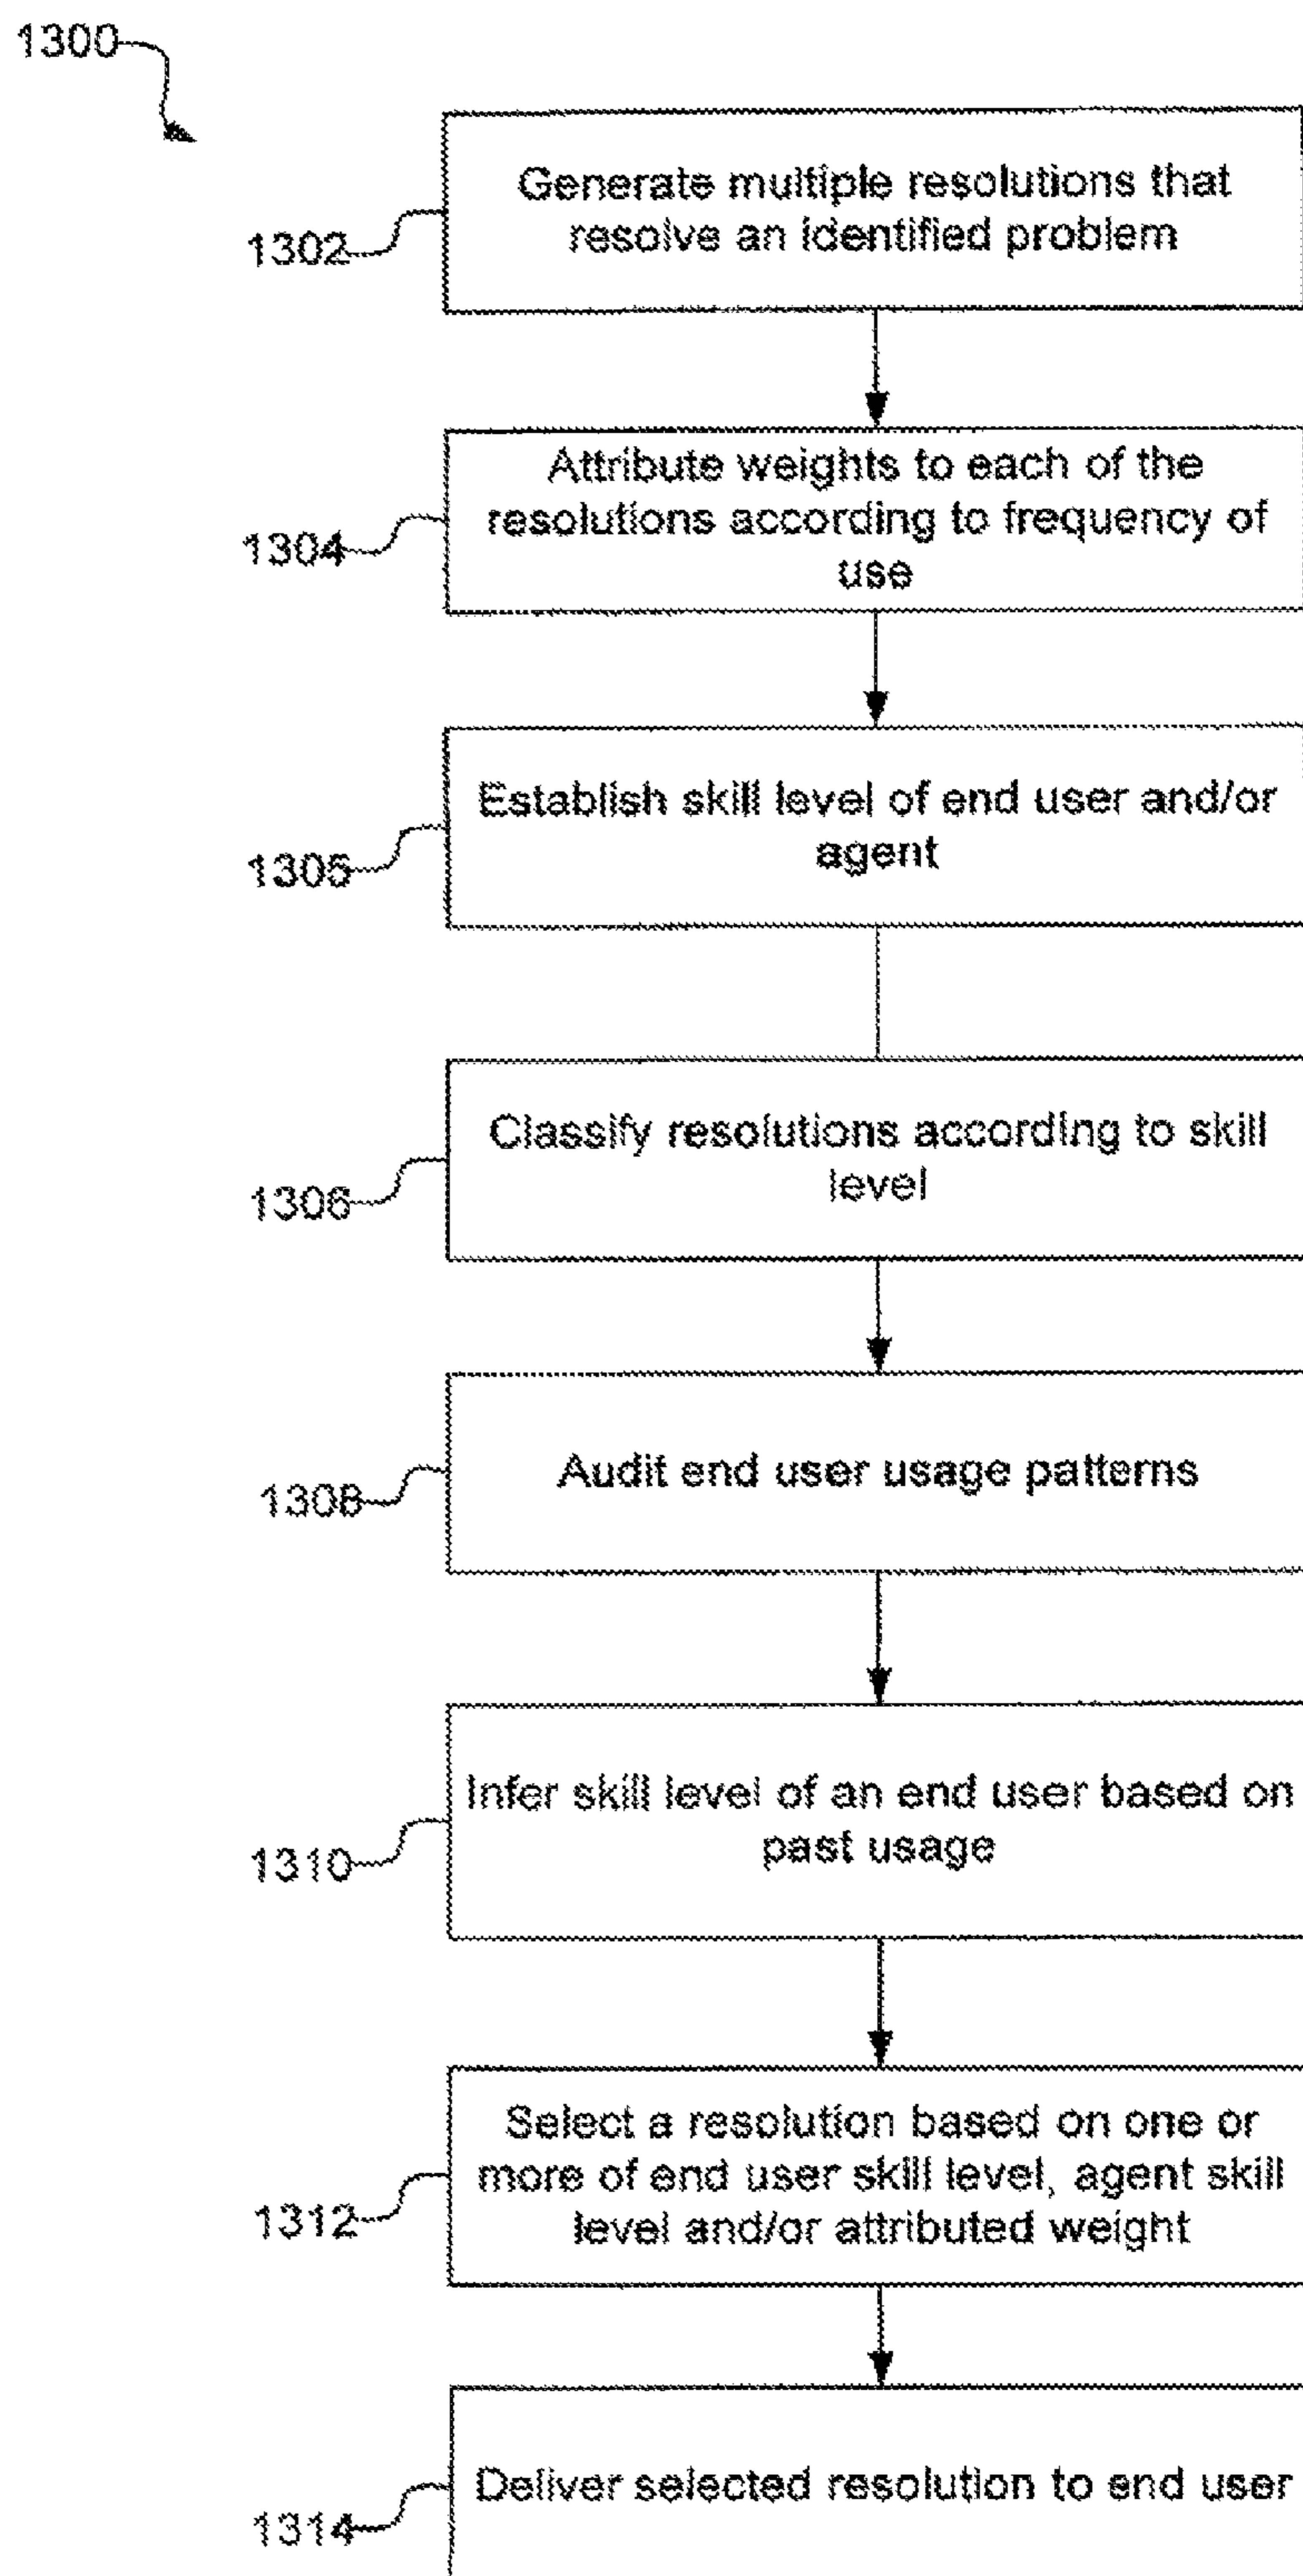 1300
Generate multiple resolutions that
resolve an identified problem
1302
Attribute weights to each of the
resolutions according to frequency of
use
1304
Establish skill level of end user and/or
agent
1305
Classify resolutions according to skill
level
1306
Audit end user usage patterns
1308
Infer skill level of an end user based on
past usage
1310
Select a resolution based on one or
more of end user skill level, agent skill
level and/or attributed weight
1312
Deliver selected resolution to end user
1314